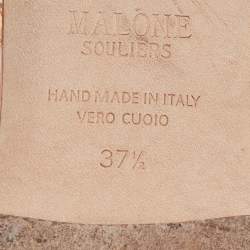 MALONE
SOULIERS
HAND MADE IN ITALY
VERO CUOIO
37½